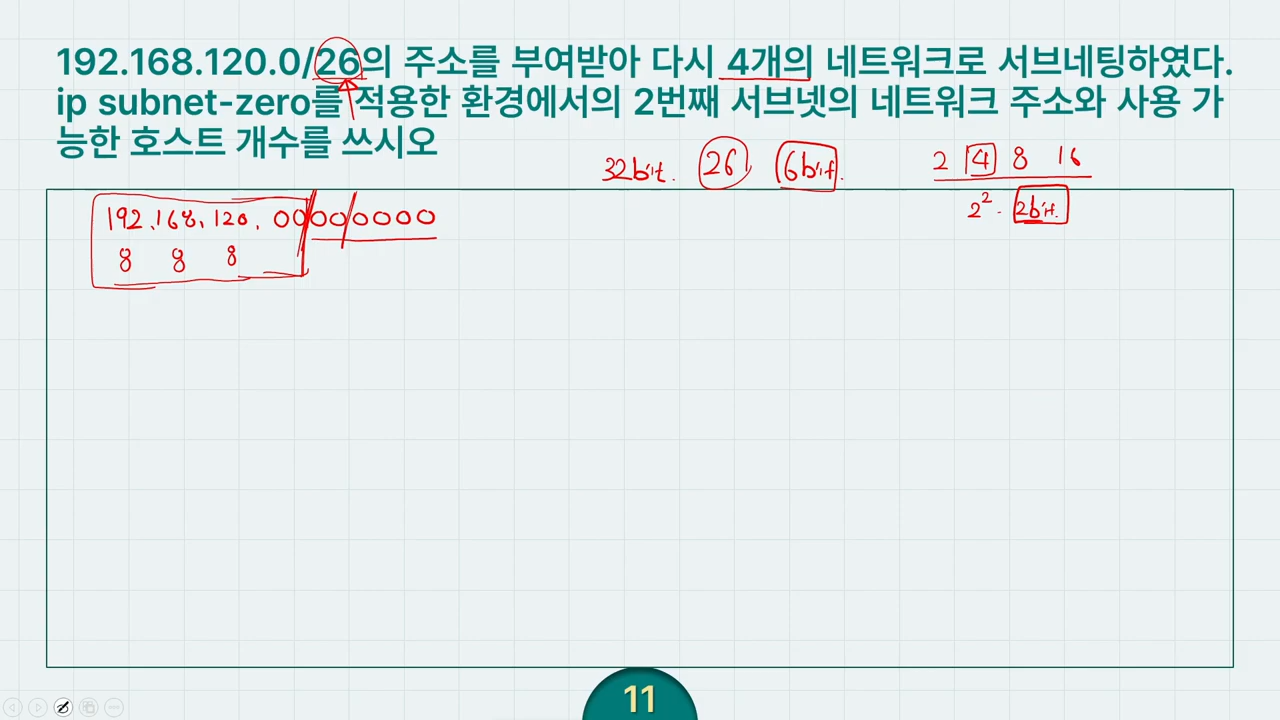 192.168.120.0/26의 주소를 부여받아 다시 4개의 네트워크로 서브네팅하였다.
ip subnet-zero를 적용한 환경에서의 2번째 서브넷의 네트워크 주소와 사용 가
능한 호스트 개수를 쓰시오
32bit. 26 6bit.
2 4 8 16
2² . 2bit.
192.168.120.00000000
8 8 8
11